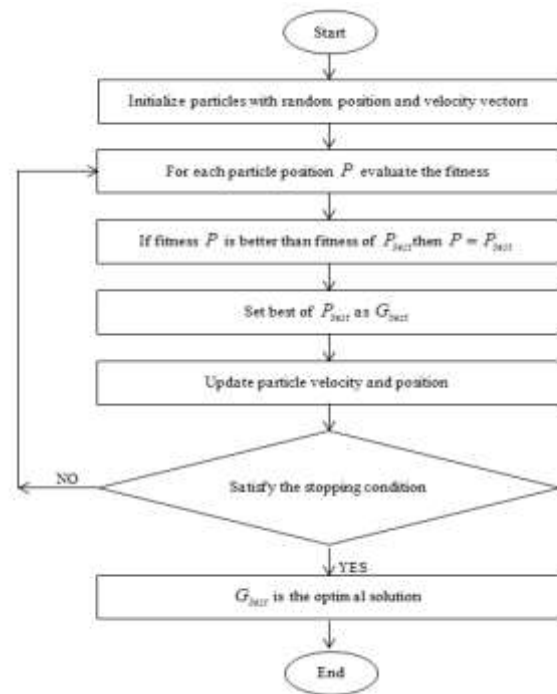 Start
Initialize particles with random position and velocity vectors
For each particle position P evaluate the fitness
If fitness P is better than fitness of P_best then P = P_best
Set best of P_best as G_best
Update particle velocity and position
Satisfy the stopping condition
NO
YES
G_best is the optimal solution
End